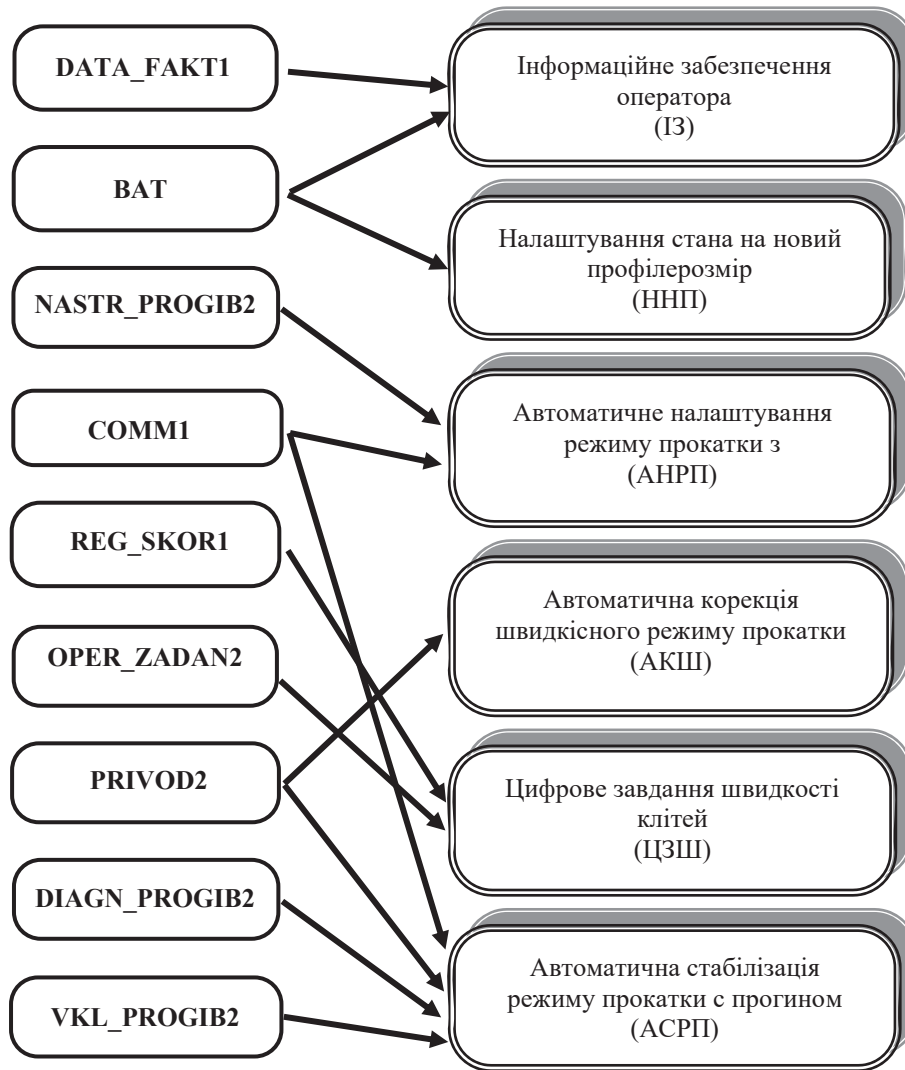 DATA_FAKT1
BAT
NASTR_PROGIB2
COMM1
REG_SKOR1
OPER_ZADAN2
PRIVOD2
DIAGN_PROGIB2
VKL_PROGIB2
Інформаційне забезпечення
оператора
(ІЗ)
Налаштування стана на новий
профілерозмір
(ННП)
Автоматичне налаштування
режиму прокатки з
(АНРП)
Автоматична корекція
швидкісного режиму прокатки
(АКШ)
Цифрове завдання швидкості
клітей
(ЦЗШ)
Автоматична стабілізація
режиму прокатки с прогином
(АСРП)